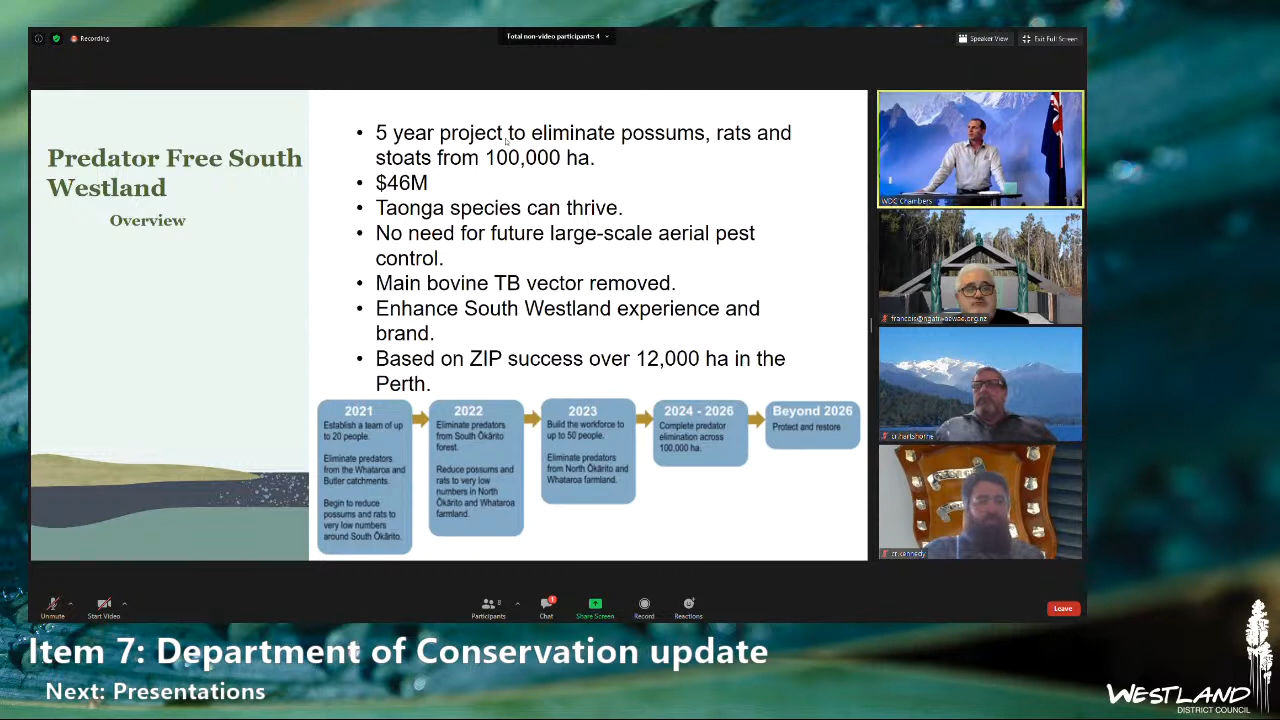 Recording
Total non-video participants: 4
Speaker View
Exit Full Screen
Predator Free South
Westland
Overview
• 5 year project to eliminate possums, rats and
stoats from 100,000 ha.
• $46M
• Taonga species can thrive.
• No need for future large-scale aerial pest
control.
• Main bovine TB vector removed.
• Enhance South Westland experience and
brand.
• Based on ZIP success over 12,000 ha in the
Perth.
2021
Establish a team of up
to 20 people.
Eliminate predators
from the Whataroa and
Butler catchments.
Begin to reduce
possums and rats to
very low numbers
around South Ōkārito.
2022
Eliminate predators
from South Ōkārito
forest.
Reduce possums and
rats to very low
numbers in North
Ōkārito and Whataroa
farmland.
2023
Build the workforce to
up to 50 people.
Eliminate predators
from North Ōkārito and
Whataroa farmland.
2024 - 2026
Complete predator
elimination across
100,000 ha.
Beyond 2026
Protect and restore
WDC Chambers
francois@ngatiwaewae.org.nz
cr.hartshorne
cr.kennedy
Unmute
Start Video
8
Participants
1
Chat
Share Screen
Record
Reactions
Leave
Item 7: Department of Conservation update
Next: Presentations
WESTLAND
DISTRICT COUNCIL